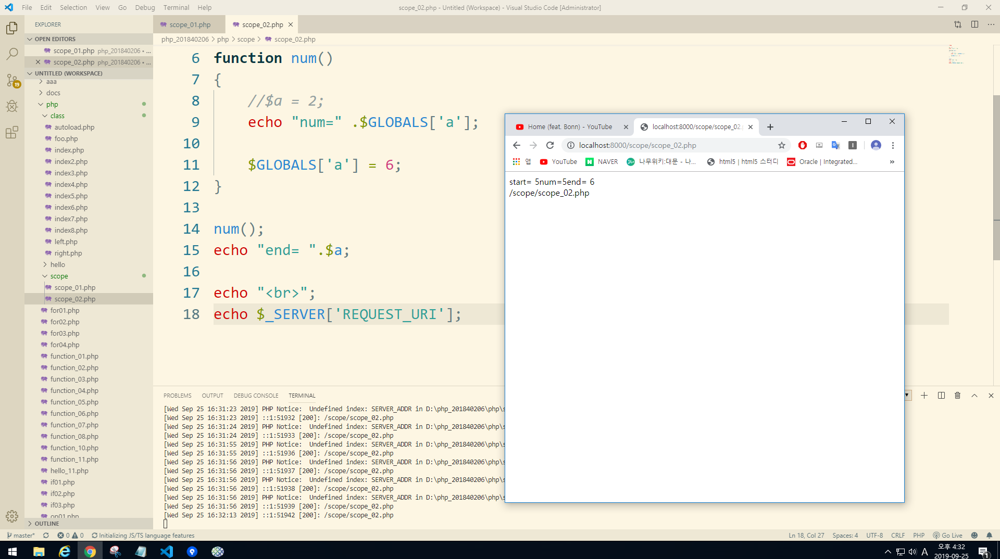 File Edit Selection View Go Debug Terminal Help
scope_02.php - Untitled (Workspace) - Visual Studio Code [Administrator]
EXPLORER
scope_01.php
scope_02.php
OPEN EDITORS
scope_01.php php_201840206 • ...
scope_02.php php_201840206 • ...
UNTITLED (WORKSPACE)
aaa
docs
php
class
autoload.php
foo.php
index.php
index2.php
index3.php
index4.php
index5.php
index6.php
index7.php
index8.php
left.php
right.php
hello
scope
scope_01.php
scope_02.php
for01.php
for02.php
for03.php
for04.php
function_01.php
function_02.php
function_03.php
function_04.php
function_05.php
function_06.php
function_07.php
function_08.php
function_10.php
function_11.php
hello_11.php
if01.php
if02.php
if03.php
op01.php
OUTLINE
19
php_201840206 > php > scope > scope_02.php
6 function num()
7 {
8 //$a = 2;
9 echo "num=" .$GLOBALS['a'];
10
11 $GLOBALS['a'] = 6;
12 }
13
14 num();
15 echo "end= ".$a;
16
17 echo "<br>";
18 echo $_SERVER['REQUEST_URI'];
Home (feat. Bonn) - YouTube
localhost:8000/scope/scope_02.
localhost:8000/scope/scope_02.php
앱 YouTube NAVER 나무위키:대문 - 나... html5 | html5 스터디 Oracle | Integrated... »
start= 5num=5end= 6
/scope/scope_02.php
PROBLEMS OUTPUT DEBUG CONSOLE TERMINAL
[Wed Sep 25 16:31:23 2019] PHP Notice:  Undefined index: SERVER_ADDR in D:\php_201840206\php\s
[Wed Sep 25 16:31:23 2019] ::1:51932 [200]: /scope/scope_02.php
[Wed Sep 25 16:31:24 2019] PHP Notice:  Undefined index: SERVER_ADDR in D:\php_201840206\php\s
[Wed Sep 25 16:31:24 2019] ::1:51933 [200]: /scope/scope_02.php
[Wed Sep 25 16:31:55 2019] PHP Notice:  Undefined index: SERVER_ADDR in D:\php_201840206\php\s
[Wed Sep 25 16:31:55 2019] ::1:51936 [200]: /scope/scope_02.php
[Wed Sep 25 16:31:56 2019] PHP Notice:  Undefined index: SERVER_ADDR in D:\php_201840206\php\s
[Wed Sep 25 16:31:56 2019] ::1:51937 [200]: /scope/scope_02.php
[Wed Sep 25 16:31:56 2019] PHP Notice:  Undefined index: SERVER_ADDR in D:\php_201840206\php\s
[Wed Sep 25 16:31:56 2019] ::1:51938 [200]: /scope/scope_02.php
[Wed Sep 25 16:31:56 2019] PHP Notice:  Undefined index: SERVER_ADDR in D:\php_201840206\php\s
[Wed Sep 25 16:31:56 2019] ::1:51939 [200]: /scope/scope_02.php
[Wed Sep 25 16:32:13 2019] ::1:51942 [200]: /scope/scope_02.php
master* 0 0 Initializing JS/TS language features
Ln 18, Col 27 Spaces: 4 UTF-8 CRLF PHP Go Live
A 오후 4:32
2019-09-25
1